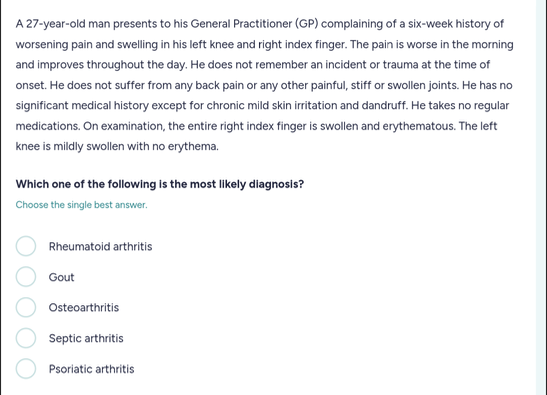 A 27-year-old man presents to his General Practitioner (GP) complaining of a six-week history of
worsening pain and swelling in his left knee and right index finger. The pain is worse in the morning
and improves throughout the day. He does not remember an incident or trauma at the time of
onset. He does not suffer from any back pain or any other painful, stiff or swollen joints. He has no
significant medical history except for chronic mild skin irritation and dandruff. He takes no regular
medications. On examination, the entire right index finger is swollen and erythematous. The left
knee is mildly swollen with no erythema.
Which one of the following is the most likely diagnosis?
Choose the single best answer.
Rheumatoid arthritis
Gout
Osteoarthritis
Septic arthritis
Psoriatic arthritis